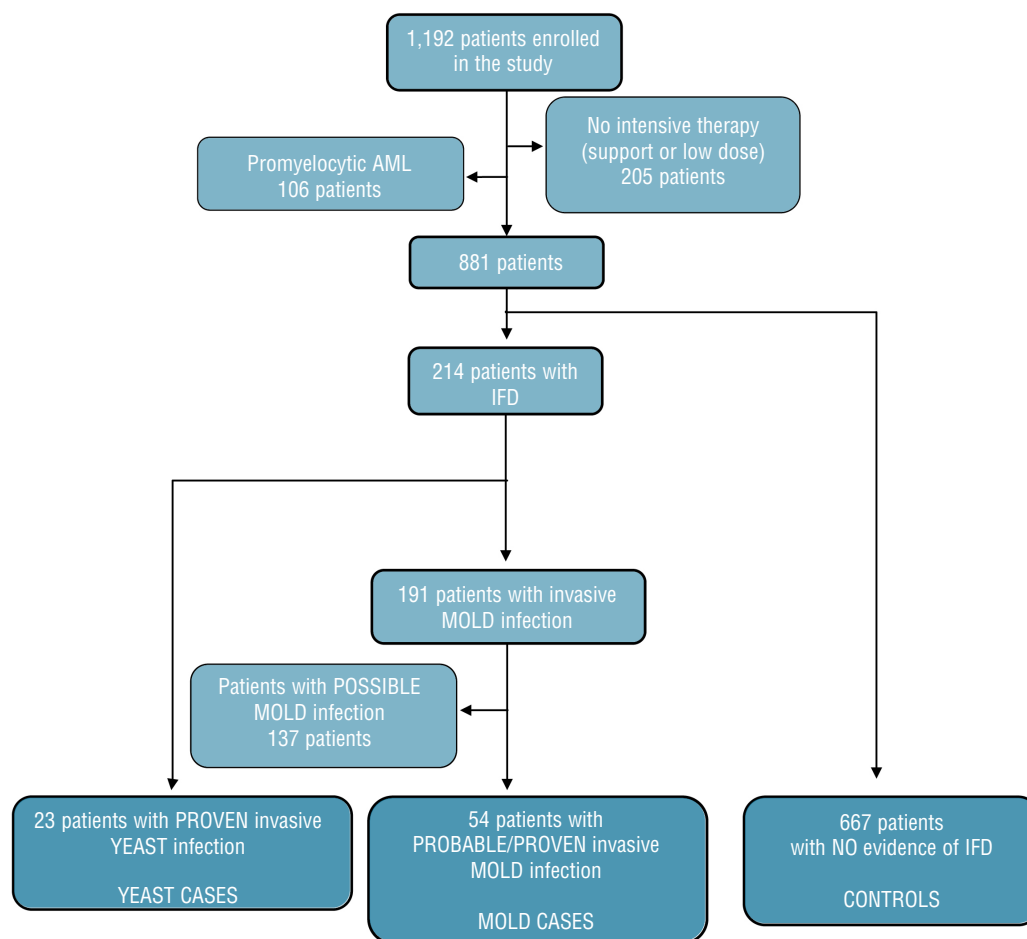 1,192 patients enrolled
in the study
No intensive therapy
(support or low dose)
205 patients
Promyelocytic AML
106 patients
881 patients
214 patients with
IFD
191 patients with invasive
MOLD infection
Patients with POSSIBLE
MOLD infection
137 patients
23 patients with PROVEN invasive
YEAST infection
YEAST CASES
54 patients with
PROBABLE/PROVEN invasive
MOLD infection
MOLD CASES
667 patients
with NO evidence of IFD
CONTROLS